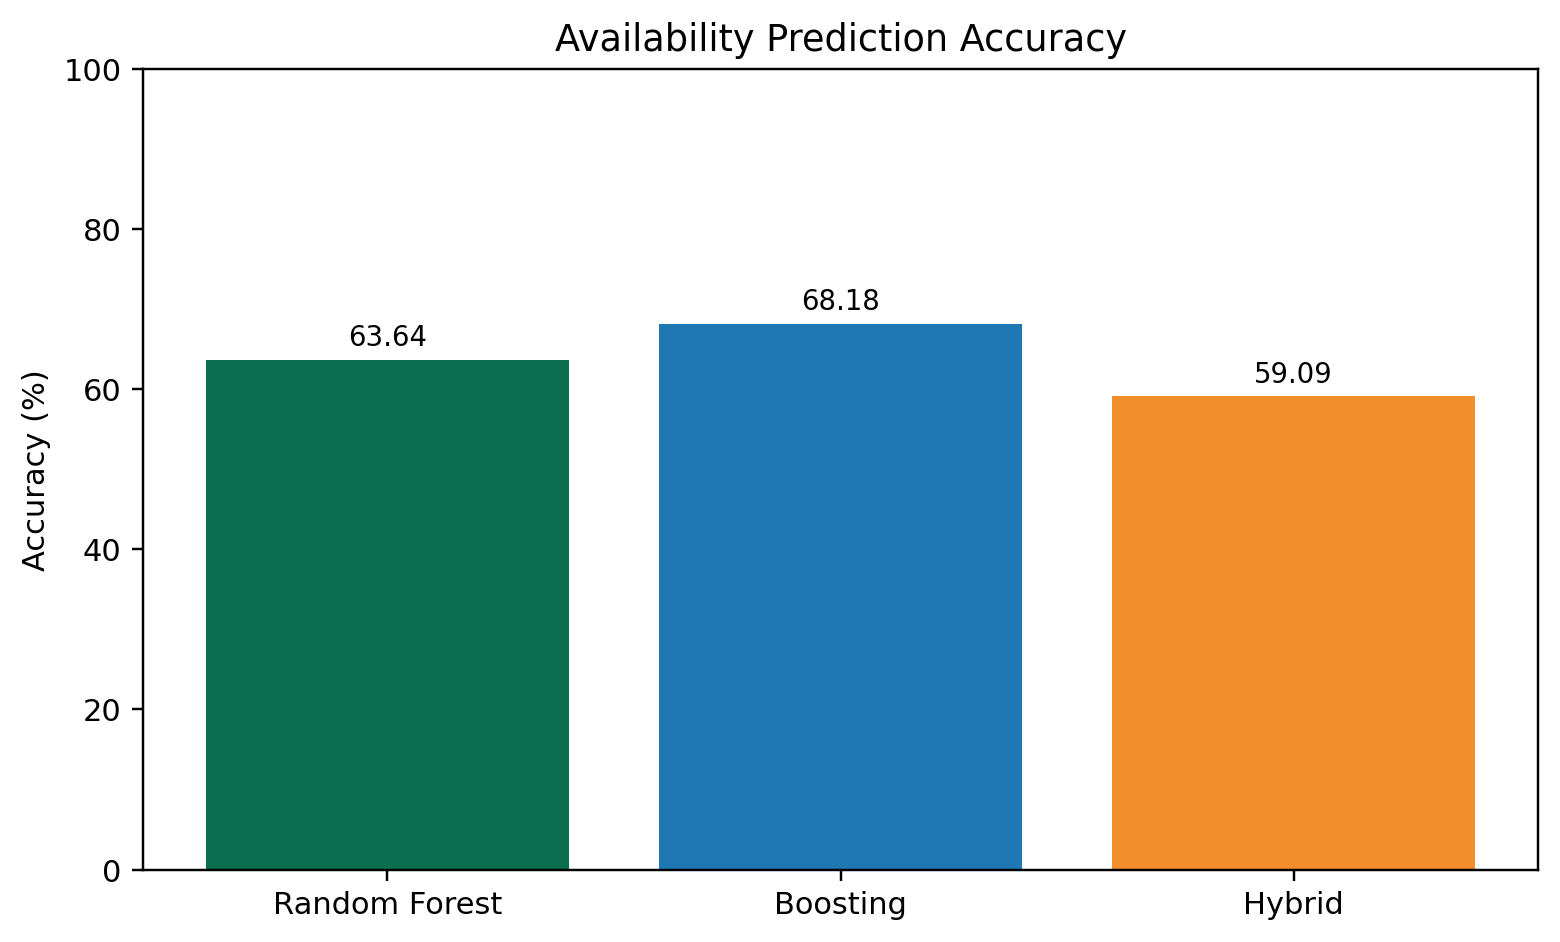 Availability Prediction Accuracy
Accuracy (%)
100
80
60
40
20
0
63.64
68.18
59.09
Random Forest
Boosting
Hybrid